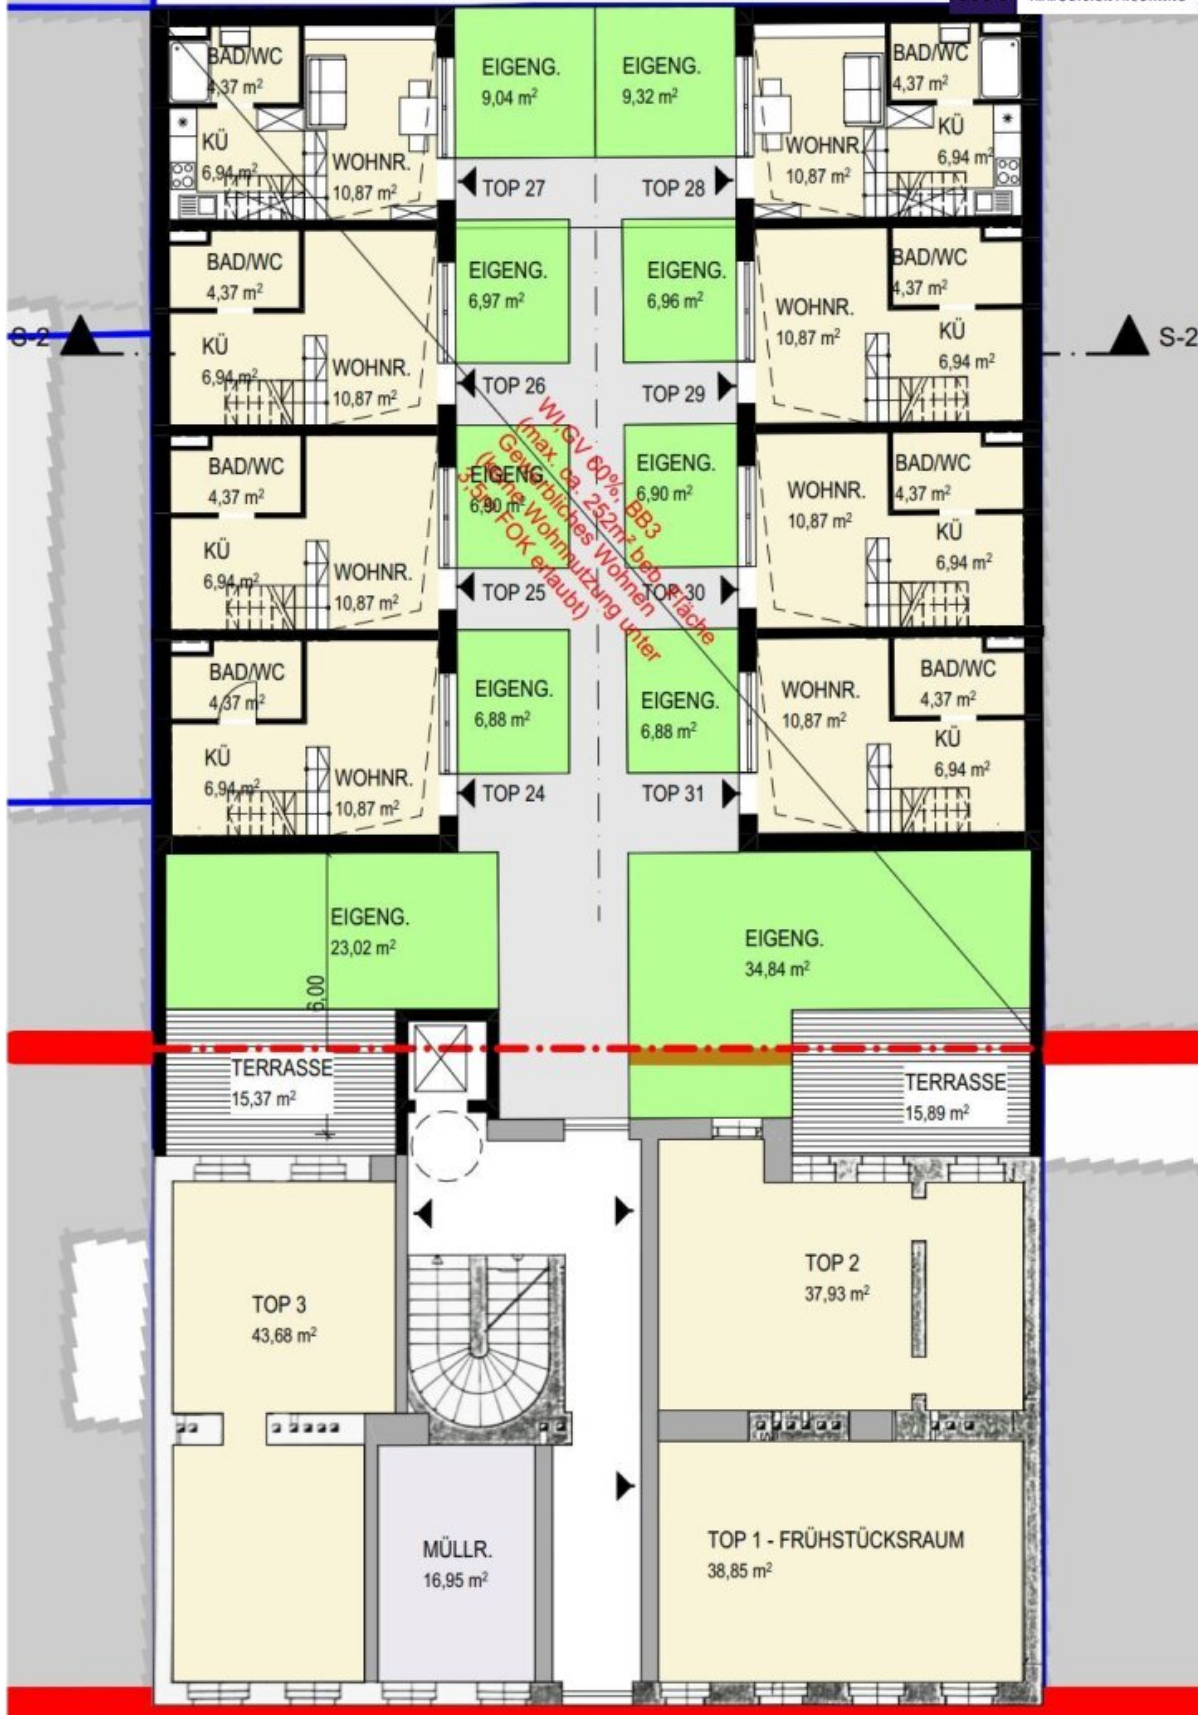 BAD/WC
4,37 m²
EIGENG.
9,04 m²
EIGENG.
9,32 m²
BAD/WC
4,37 m²
KÜ
6,94 m²
WOHNR.
10,87 m²
WOHNR.
10,87 m²
KÜ
6,94 m²
TOP 27
TOP 28
BAD/WC
4,37 m²
EIGENG.
6,97 m²
EIGENG.
6,96 m²
BAD/WC
4,37 m²
WOHNR.
10,87 m²
S-2
S-2
KÜ
6,94 m²
WOHNR.
10,87 m²
KÜ
6,94 m²
TOP 26
TOP 29
WI,GV 60%, BB3
(max. ca. 252m² beb. Fläche
Gewerbliches Wohnen
(keine Wohnnutzung unter
3,5m FOK erlaubt)
BAD/WC
4,37 m²
EIGENG.
6,90 m²
EIGENG.
6,90 m²
BAD/WC
4,37 m²
WOHNR.
10,87 m²
KÜ
6,94 m²
WOHNR.
10,87 m²
KÜ
6,94 m²
TOP 25
TOP 30
BAD/WC
4,37 m²
EIGENG.
6,88 m²
EIGENG.
6,88 m²
WOHNR.
10,87 m²
BAD/WC
4,37 m²
KÜ
6,94 m²
WOHNR.
10,87 m²
KÜ
6,94 m²
TOP 24
TOP 31
EIGENG.
23,02 m²
EIGENG.
34,84 m²
6,00
TERRASSE
15,37 m²
TERRASSE
15,89 m²
TOP 3
43,68 m²
TOP 2
37,93 m²
MÜLLR.
16,95 m²
TOP 1 - FRÜHSTÜCKSRAUM
38,85 m²